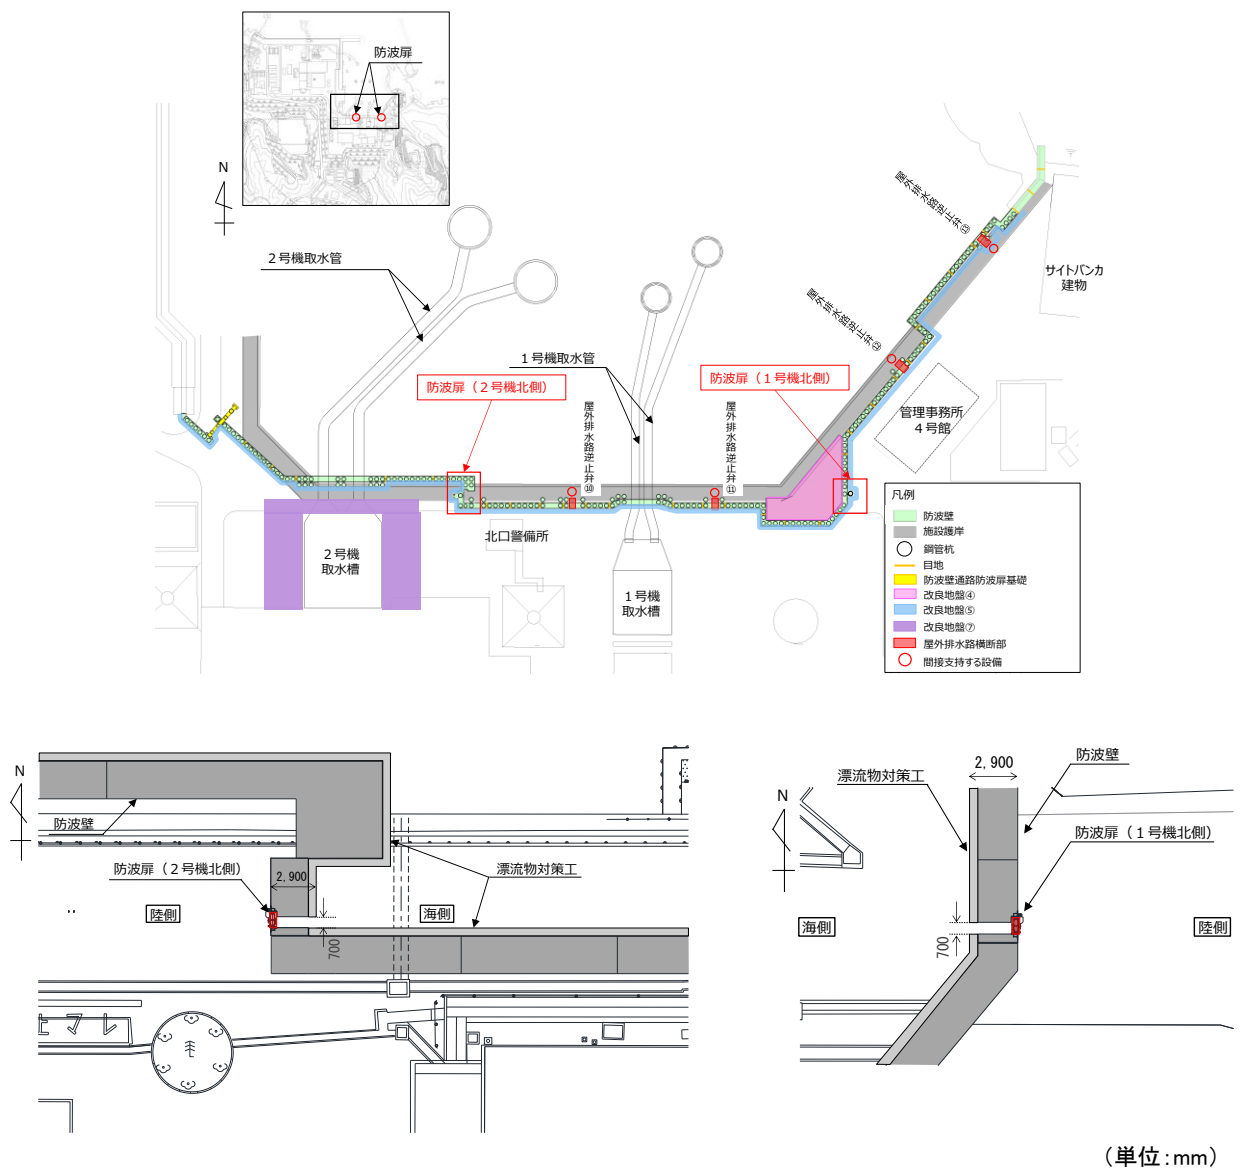 防波扉
N
2号機取水管
1号機取水管
防波扉（2号機北側）
防波扉（1号機北側）
屋外排水路逆止弁⑬
屋外排水路逆止弁⑫
屋外排水路逆止弁⑩
屋外排水路逆止弁⑪
サイトバンカ
建物
管理事務所
4号館
北口警備所
2号機
取水槽
1号機
取水槽
凡例
防波壁
施設護岸
鋼管杭
目地
防波壁通路防波扉基礎
改良地盤④
改良地盤⑤
改良地盤⑦
屋外排水路横断部
間接支持する設備
N
防波壁
防波扉（2号機北側）
2,900
漂流物対策工
陸側
海側
700
N
2,900
防波壁
漂流物対策工
防波扉（1号機北側）
海側
陸側
700
（単位:mm）